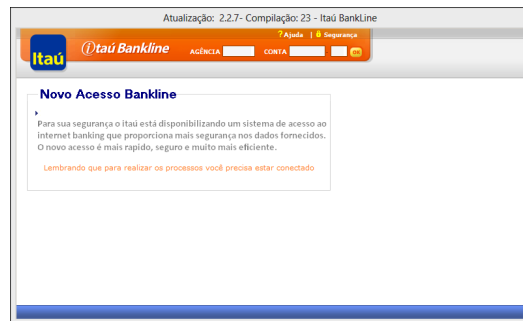 Atualização: 2.2.7- Compilação: 23 - Itaú BankLine
? Ajuda | Segurança
Itaú
itaú Bankline
AGÊNCIA
CONTA
OK
Novo Acesso Bankline
Para sua segurança o itaú está disponibilizando um sistema de acesso ao
internet banking que proporciona mais segurança nos dados fornecidos.
O novo acesso é mais rapido, seguro e muito mais eficiente.
Lembrando que para realizar os processos você precisa estar conectado